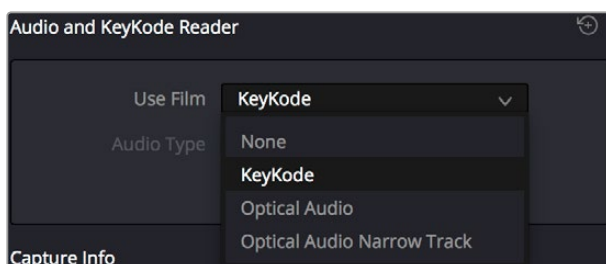 Audio and KeyKode Reader
Use Film KeyKode
Audio Type None
KeyKode
Optical Audio
Optical Audio Narrow Track
Capture Info